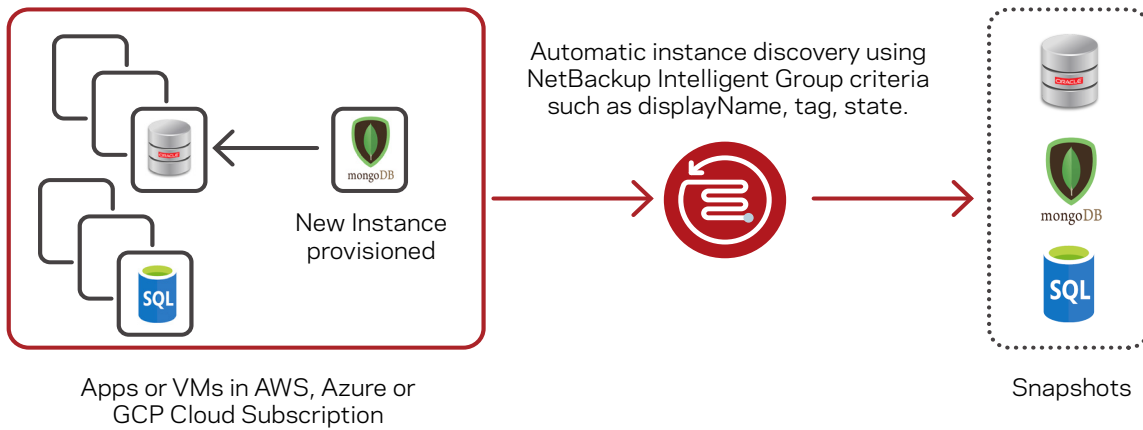 Automatic instance discovery using
NetBackup Intelligent Group criteria
such as displayName, tag, state.
ORACLE
mongoDB
New Instance
provisioned
SQL
Apps or VMs in AWS, Azure or
GCP Cloud Subscription
ORACLE
mongoDB
SQL
Snapshots